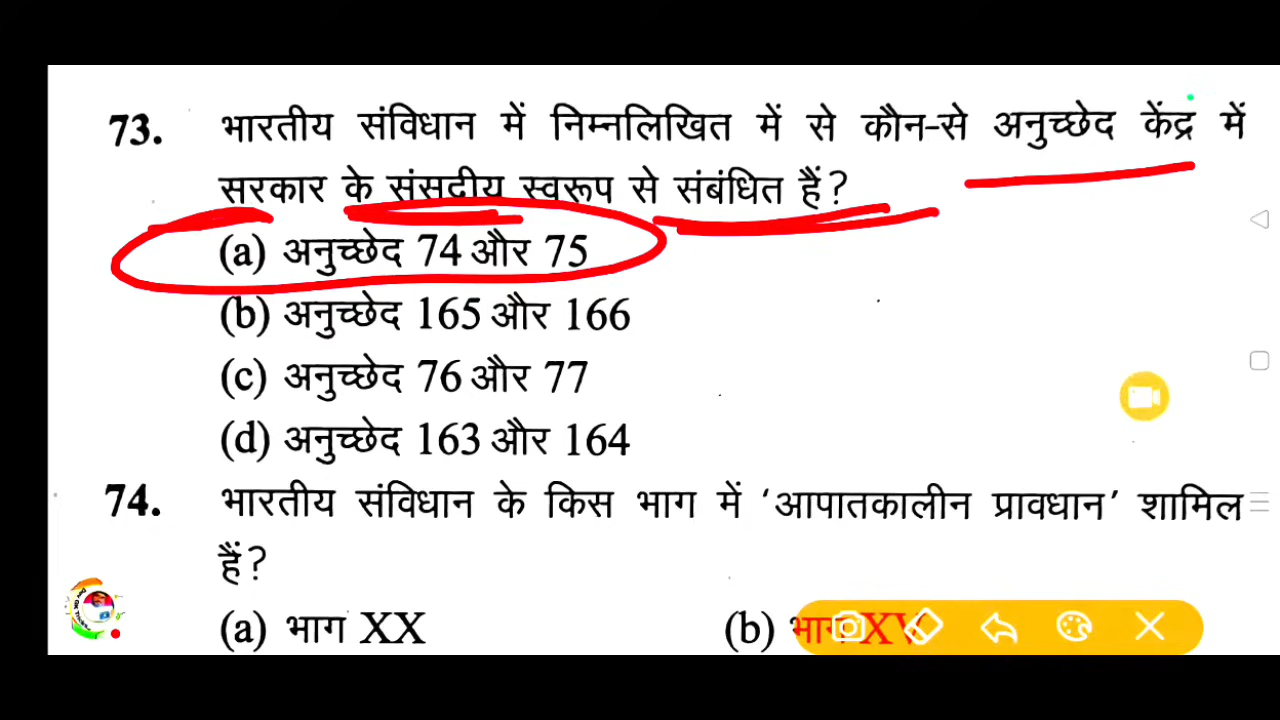 73. भारतीय संविधान में निम्नलिखित में से कौन-से अनुच्छेद केंद्र में
सरकार के संसदीय स्वरूप से संबंधित हैं?
(a) अनुच्छेद 74 और 75
(b) अनुच्छेद 165 और 166
(c) अनुच्छेद 76 और 77
(d) अनुच्छेद 163 और 164
74. भारतीय संविधान के किस भाग में ‘आपातकालीन प्रावधान’ शामिल
हैं?
(a) भाग XX
(b) भाग